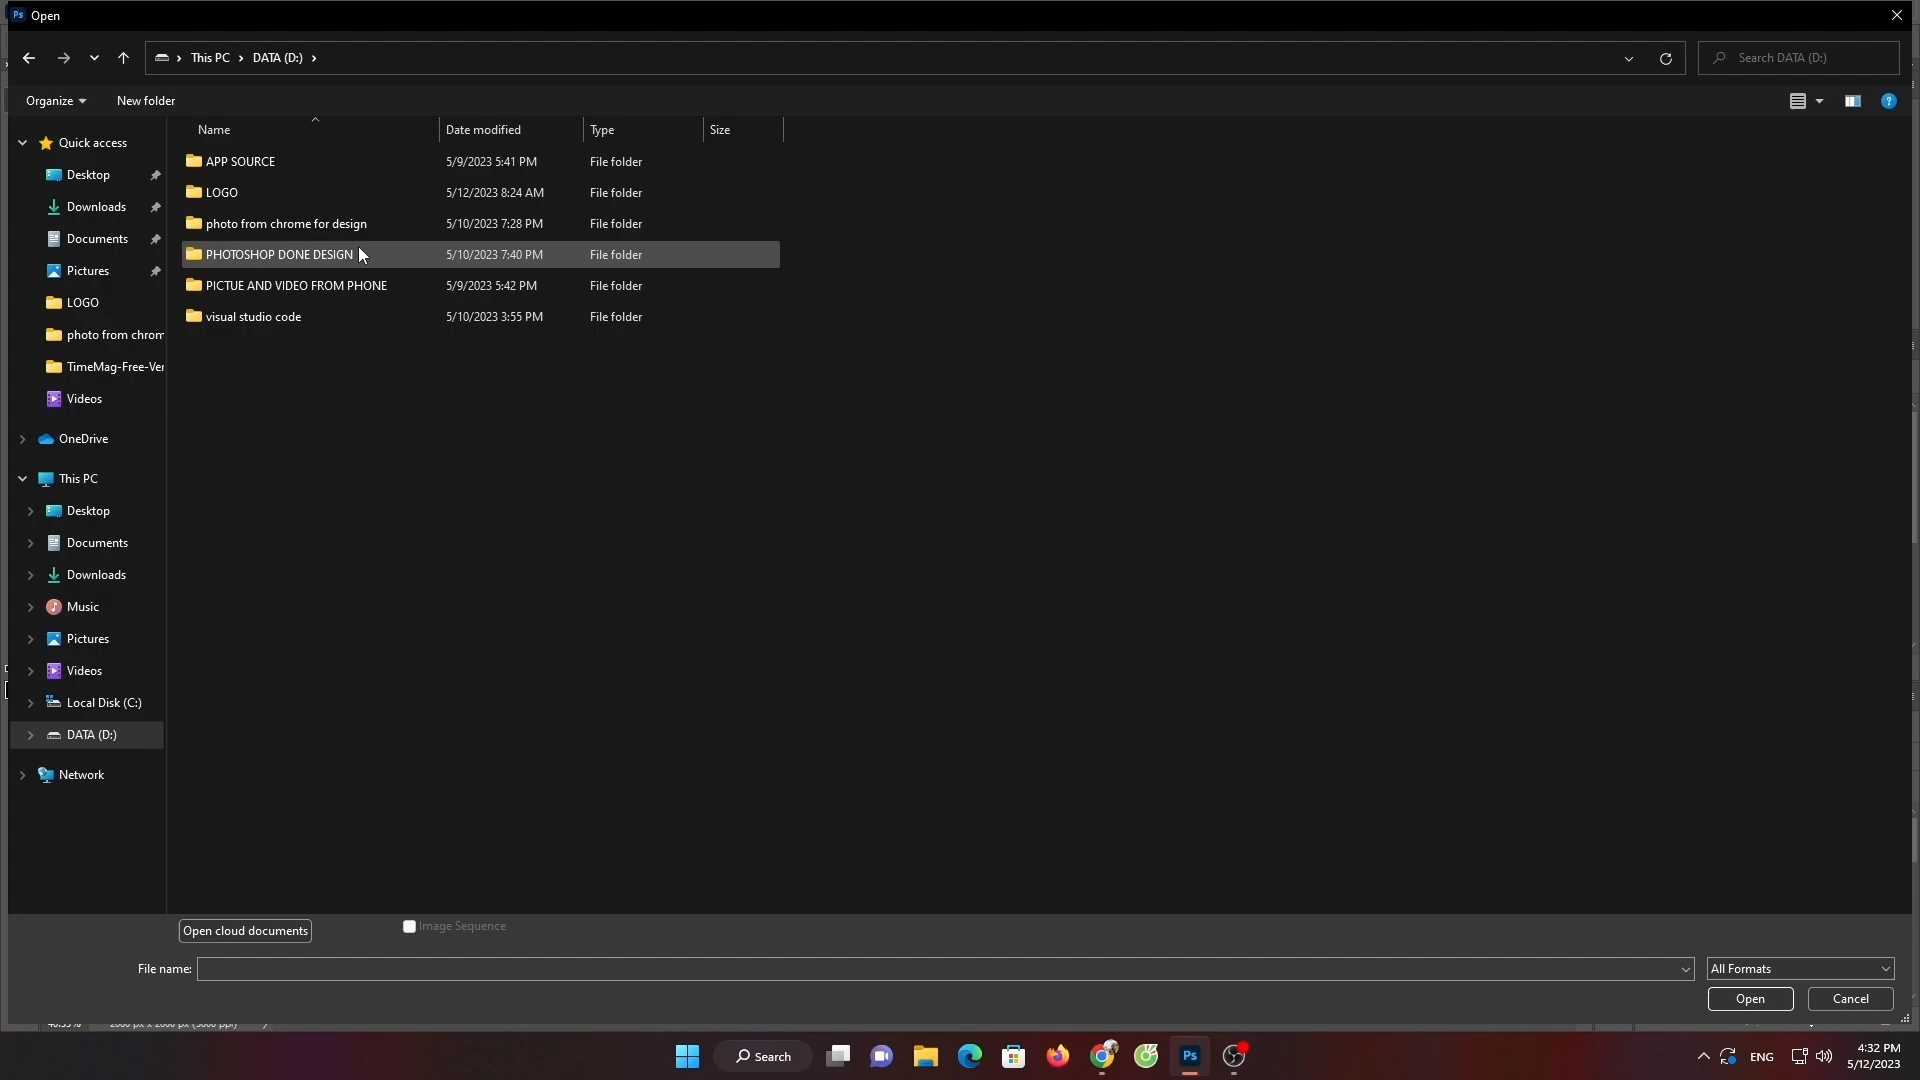 Ps Open
This PC DATA (D:)
Search DATA (D:)
Organize New folder
?
Name Date modified Type Size
Quick access
Desktop
Downloads
Documents
Pictures
LOGO
photo from chrom
TimeMag-Free-Ver
Videos
OneDrive
This PC
Desktop
Documents
Downloads
Music
Pictures
Videos
Local Disk (C:)
DATA (D:)
Network
APP SOURCE 5/9/2023 5:41 PM File folder
LOGO 5/12/2023 8:24 AM File folder
photo from chrome for design 5/10/2023 7:28 PM File folder
PHOTOSHOP DONE DESIGN 5/10/2023 7:40 PM File folder
PICTUE AND VIDEO FROM PHONE 5/9/2023 5:42 PM File folder
visual studio code 5/10/2023 3:55 PM File folder
Open cloud documents Image Sequence
File name: All Formats
Open Cancel
Search Ps ENG 4:32 PM
5/12/2023